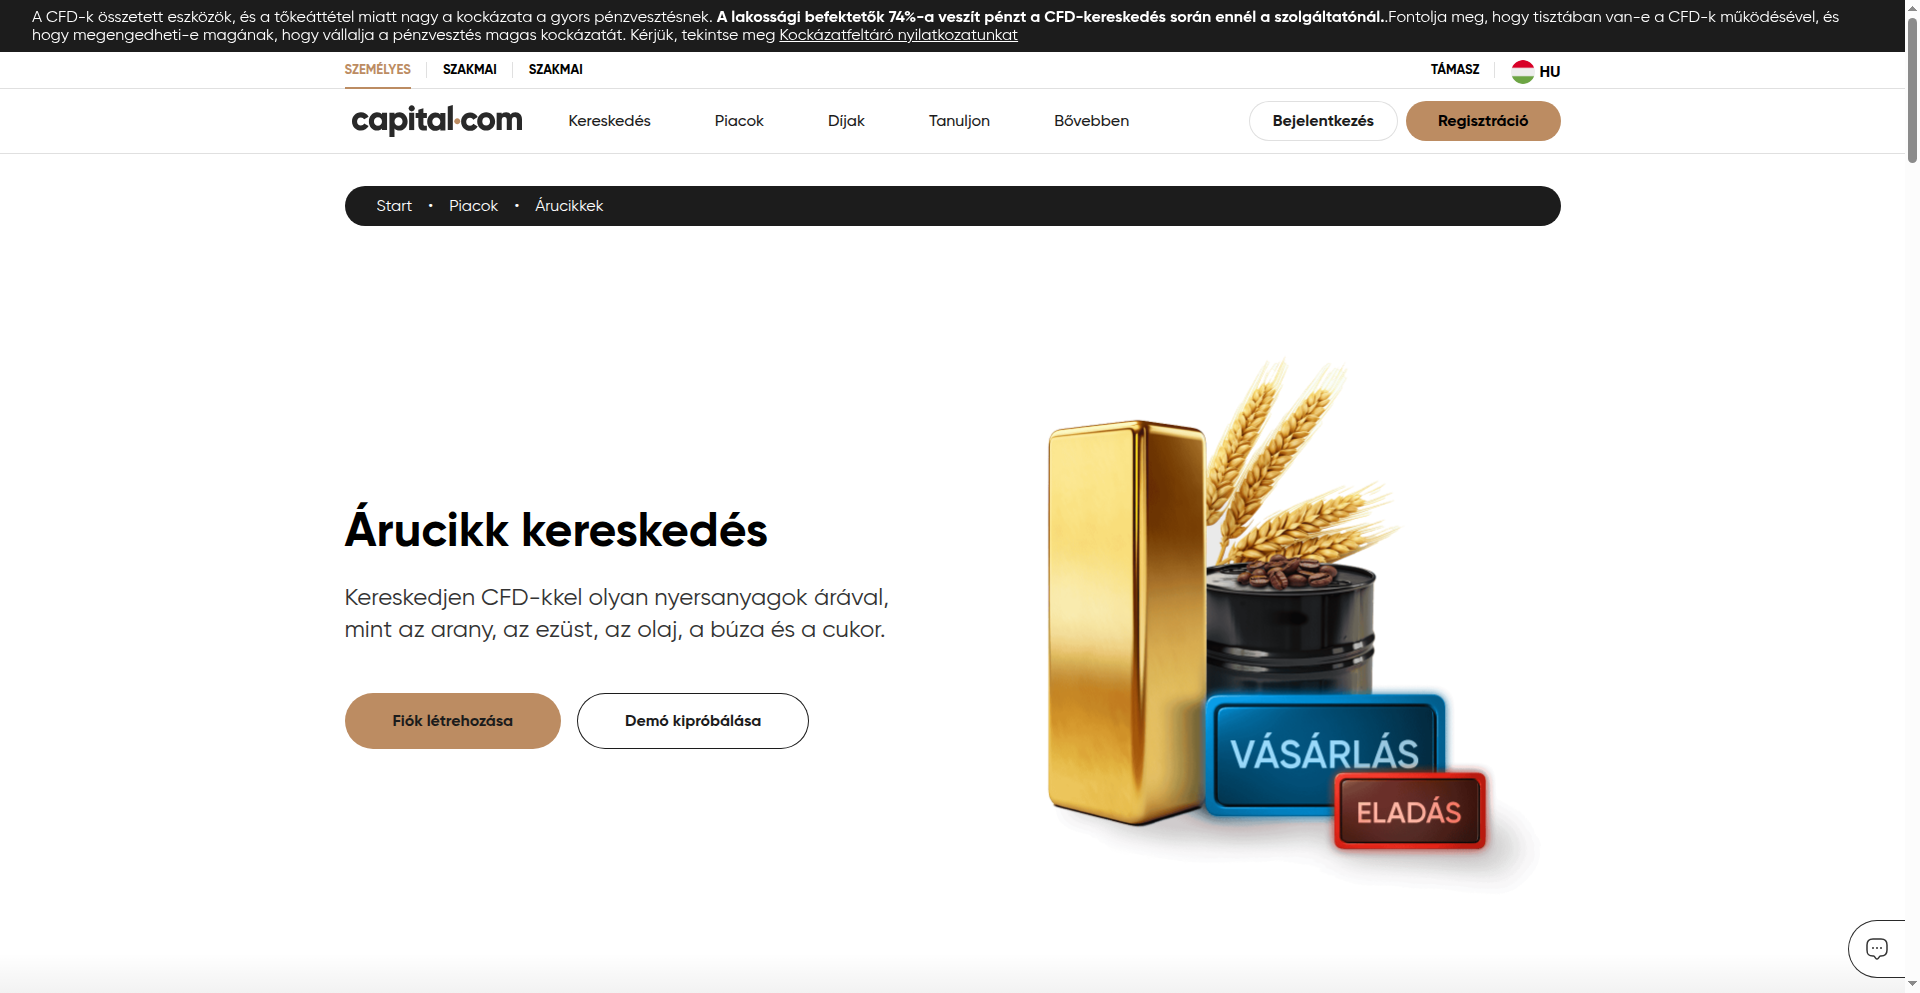 A CFD-k összetett eszközök, és a tőkeáttétel miatt nagy a kockázata a gyors pénzvesztésnek. A lakossági befektetők 74%-a veszít pénzt a CFD-kereskedés során ennél a szolgáltatónál..Fontolja meg, hogy tisztában van-e a CFD-k működésével, és
hogy megengedheti-e magának, hogy vállalja a pénzvesztés magas kockázatát. Kérjük, tekintse meg Kockázatfeltáró nyilatkozatunkat
SZEMÉLYES SZAKMAI SZAKMAI TÁMASZ HU
capital.com Kereskedés Piacok Díjak Tanuljon Bővebben Bejelentkezés Regisztráció
Start • Piacok • Árucikkek
Árucikk kereskedés
Kereskedjen CFD-kkel olyan nyersanyagok árával,
mint az arany, az ezüst, az olaj, a búza és a cukor.
Fiók létrehozása Demó kipróbálása
VÁSÁRLÁS
ELADÁS